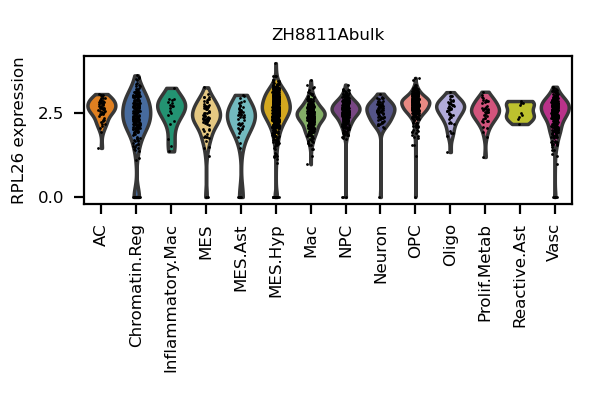 ZH8811Abulk
RPL26 expression
2.5
0.0
AC
Chromatin.Reg
Inflammatory.Mac
MES
MES.Ast
MES.Hyp
Mac
NPC
Neuron
OPC
Oligo
Prolif.Metab
Reactive.Ast
Vasc